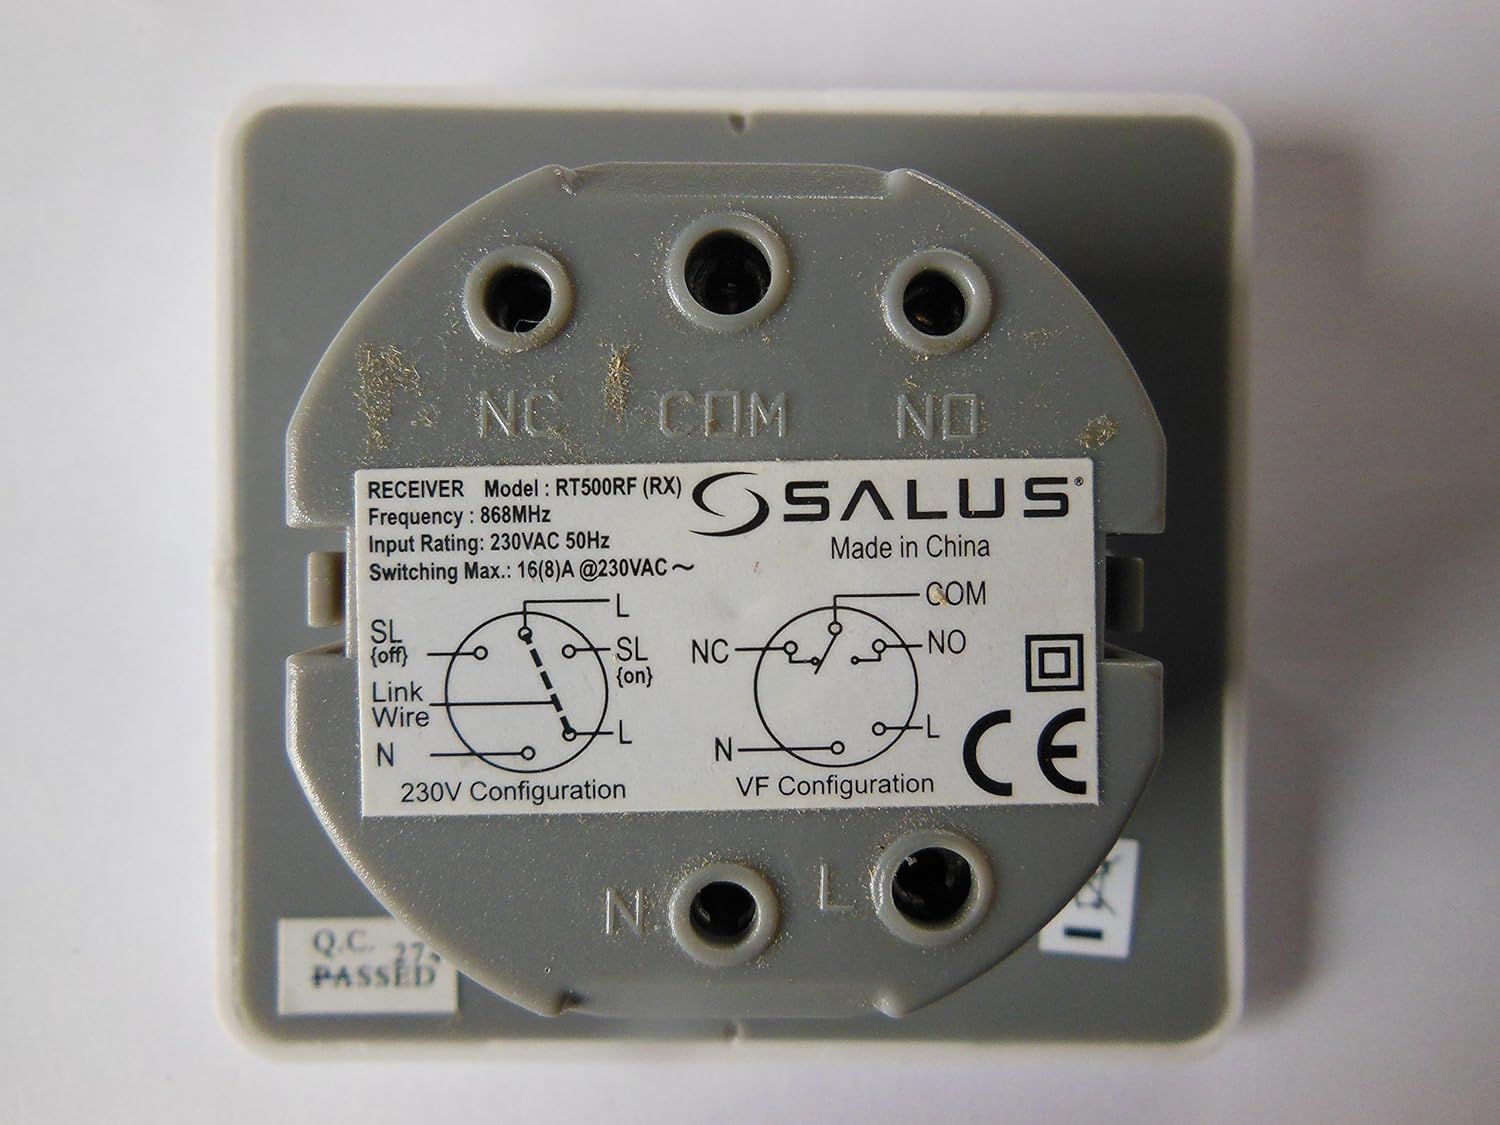 NC COM NO
RECEIVER Model : RT500RF (RX)
Frequency : 868MHz
Input Rating: 230VAC 50Hz
Switching Max.: 16(8)A @230VAC ~
SALUS®
Made in China
L
SL
{off}
SL
{on}
Link
Wire
N
L
230V Configuration
COM
NC
NO
N
L
VF Configuration
CE
N L
Q.C. 27
PASSED